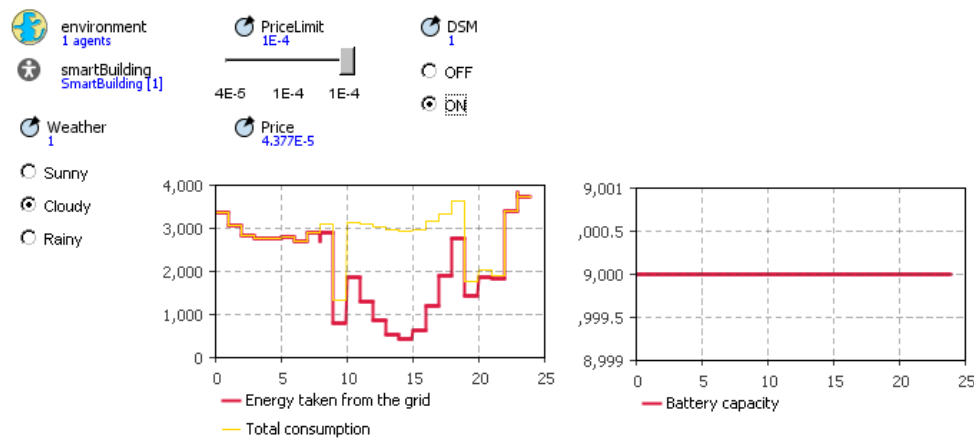 environment
1 agents
PriceLimit
1E-4
DSM
1
smartBuilding
SmartBuilding [1]
OFF
4E-5 1E-4 1E-4
ON
Weather
1
Price
4.377E-5
Sunny
Cloudy
Rainy
4,000
3,000
2,000
1,000
0
0 5 10 15 20 25
Energy taken from the grid
Total consumption
9,001
,000.5
9,000
,999.5
8,999
0 5 10 15 20 25
Battery capacity